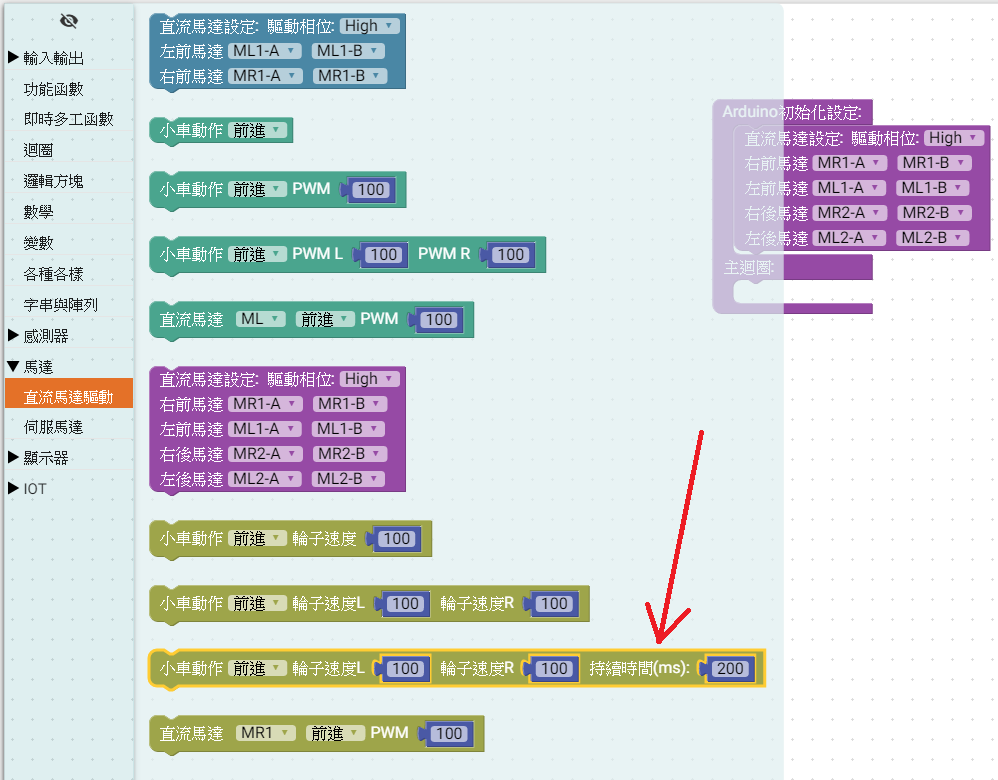 輸入輸出
功能函數
即時多工函數
迴圈
邏輯方塊
數學
變數
各種各樣
字串與陣列
感測器
馬達
直流馬達驅動
伺服馬達
顯示器
IOT
直流馬達設定: 驅動相位: High
左前馬達 ML1-A ML1-B
右前馬達 MR1-A MR1-B
小車動作 前進
小車動作 前進 PWM 100
小車動作 前進 PWM L 100 PWM R 100
直流馬達 ML 前進 PWM 100
直流馬達設定: 驅動相位: High
右前馬達 MR1-A MR1-B
左前馬達 ML1-A ML1-B
右後馬達 MR2-A MR2-B
左後馬達 ML2-A ML2-B
小車動作 前進 輪子速度 100
小車動作 前進 輪子速度L 100 輪子速度R 100
小車動作 前進 輪子速度L 100 輪子速度R 100 持續時間(ms): 200
直流馬達 MR1 前進 PWM 100
Arduino初始化設定:
直流馬達設定: 驅動相位: High
右前馬達 MR1-A MR1-B
左前馬達 ML1-A ML1-B
右後馬達 MR2-A MR2-B
左後馬達 ML2-A ML2-B
主迴圈: